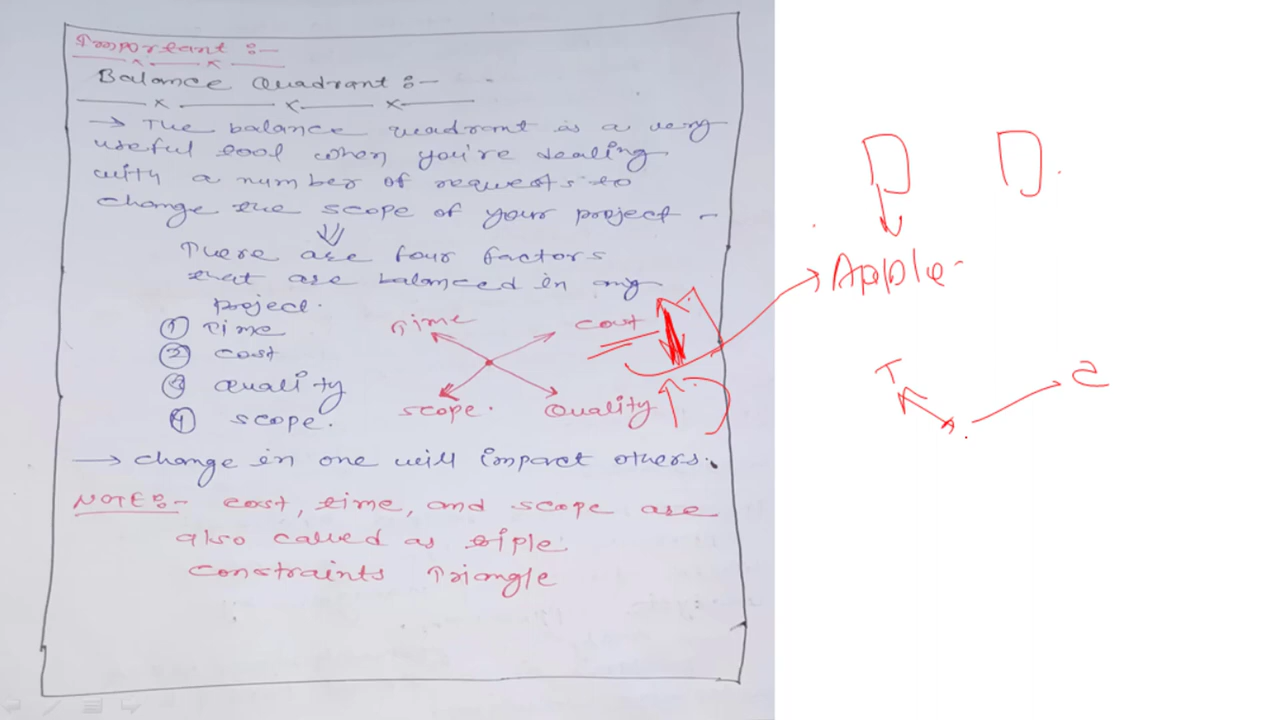 Important :-
Balance Quadrant :-
→ The balance quadrant is a very
useful tool when you're dealing
with a number of requests to
change the scope of your project -
There are four factors
that are balanced in any
project.
① Time
② cost
③ Quality
④ scope.
Time cost
scope. Quality
→ change in one will impact others.
NOTE:- cost, time, and scope are
also called as triple
constraints Triangle
Apple
T C